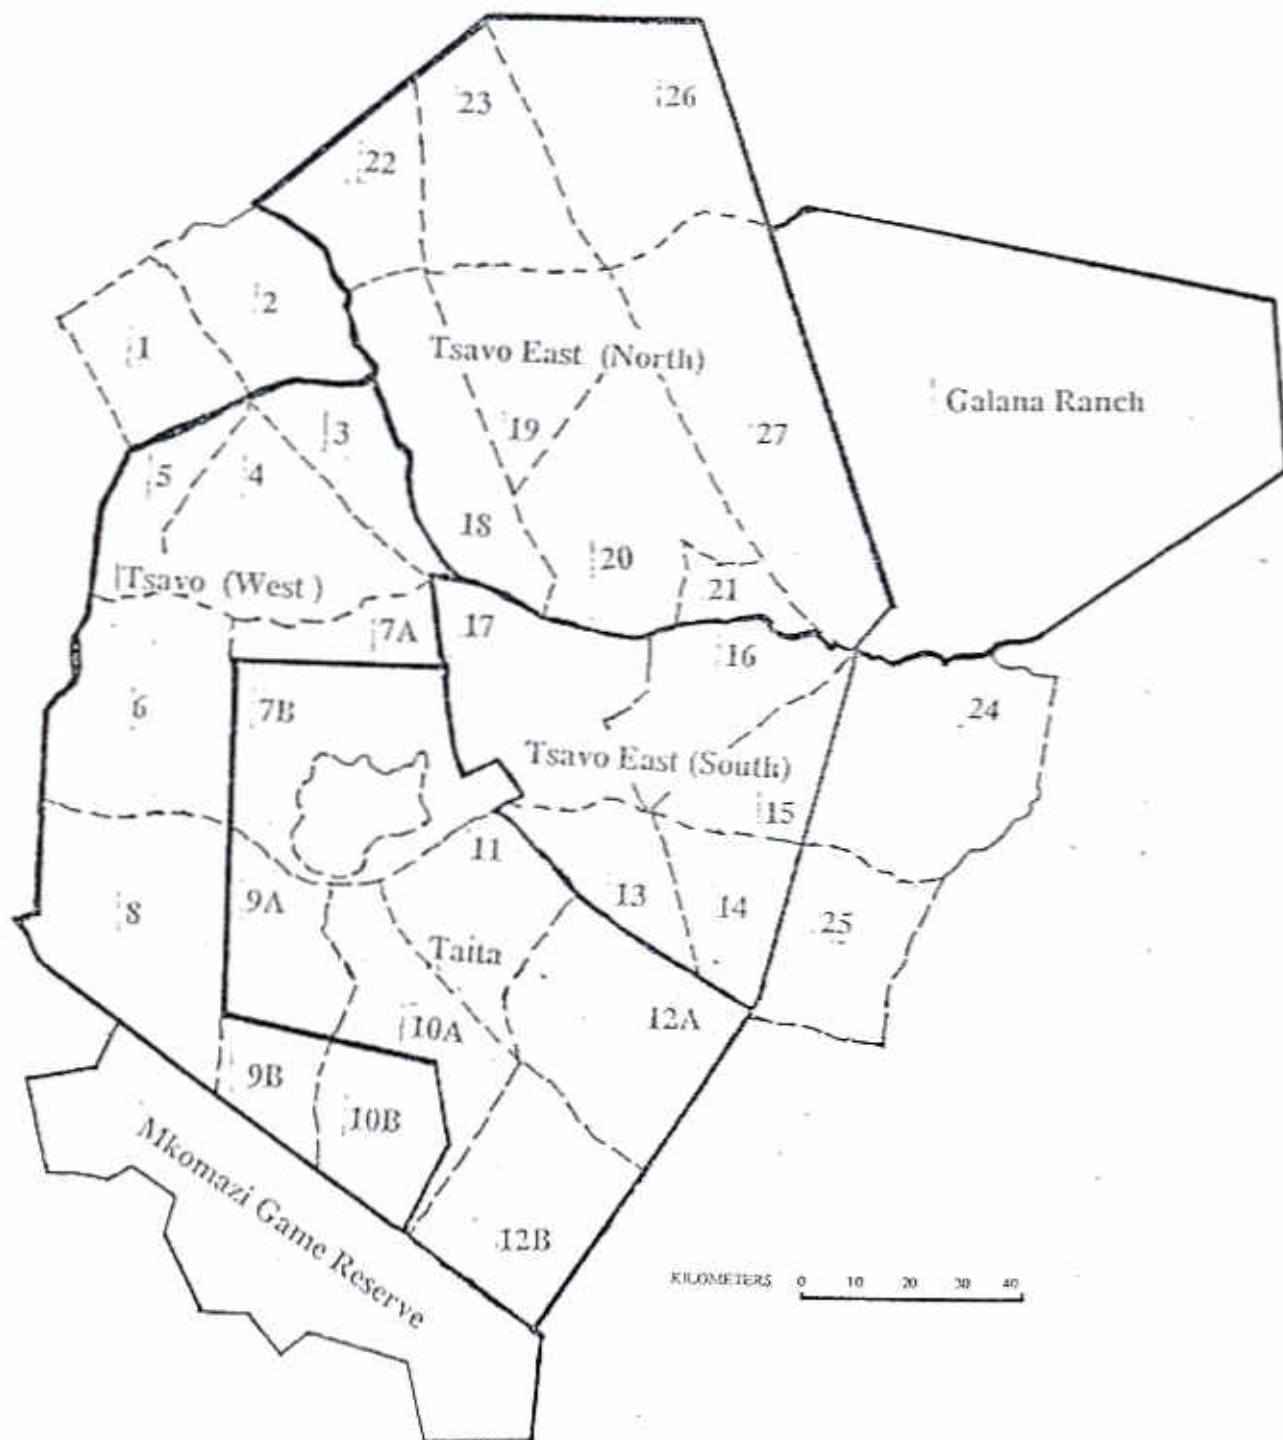 23
26
22
2
1
Tsavo East (North)
Galana Ranch
3
19
27
5
4
18
20
Tsavo (West)
21
7A
17
16
6
7B
24
Tsavo East (South)
15
11
8
9A
13
14
25
Taita
10A
12A
9B
10B
Mkomazi Game Reserve
12B
KILOMETERS 0 10 20 30 40